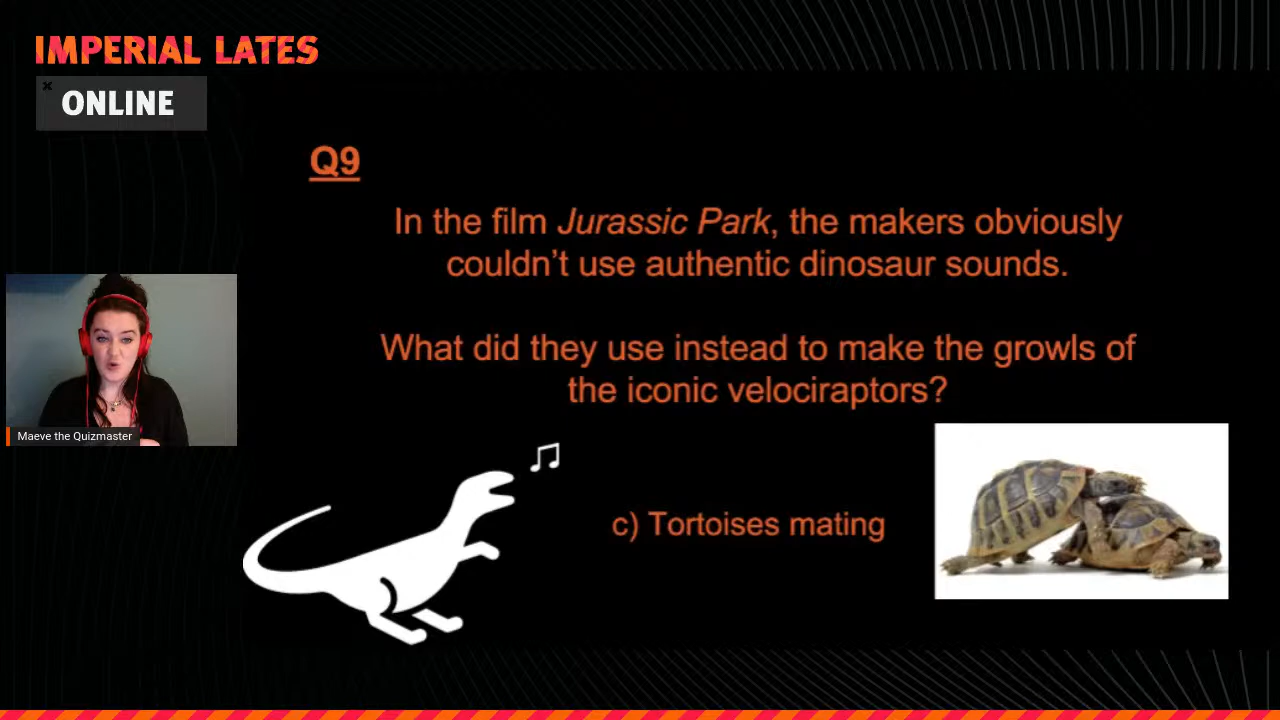 IMPERIAL LATES
ONLINE
Q9
In the film Jurassic Park, the makers obviously
couldn't use authentic dinosaur sounds.
What did they use instead to make the growls of
the iconic velociraptors?
c) Tortoises mating
Maeve the Quizmaster